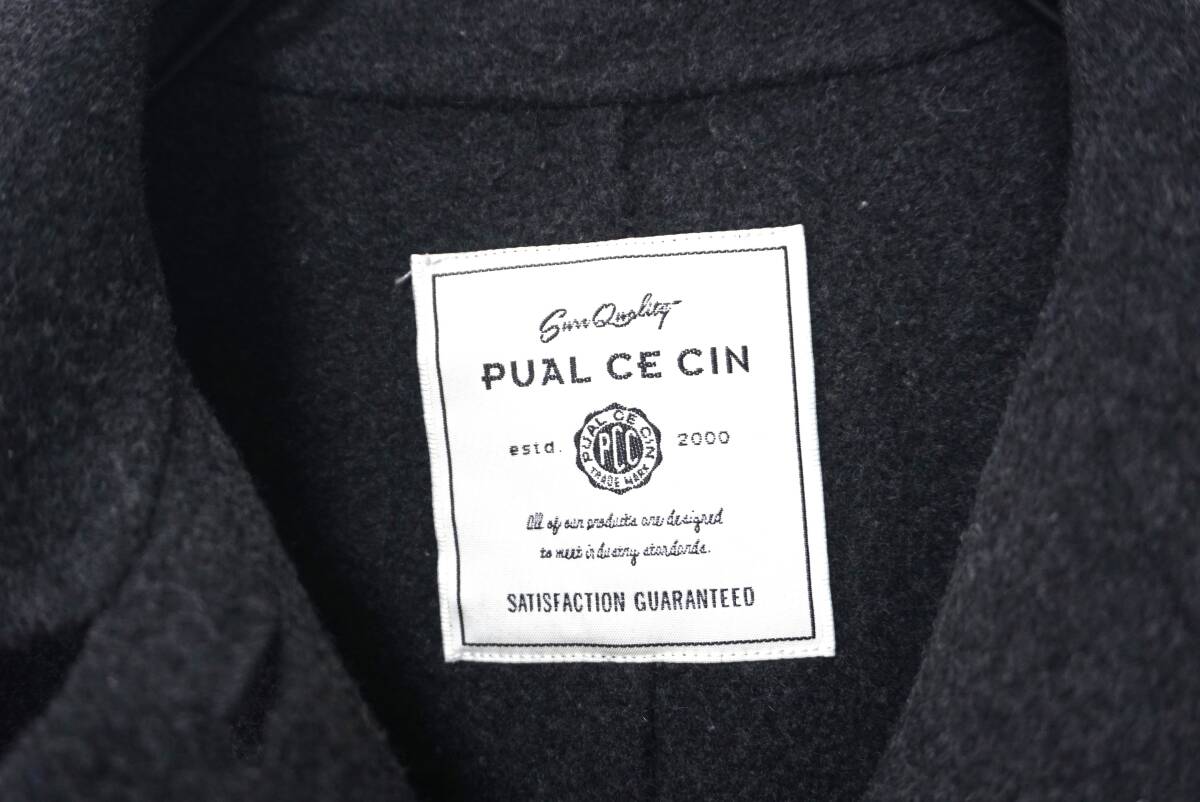 Sure Quality
PUAL CE CIN
estd. 2000
PUAL CE CIN
PCC
TRADE MARK
All of our products are designed
to meet industry standards.
SATISFACTION GUARANTEED